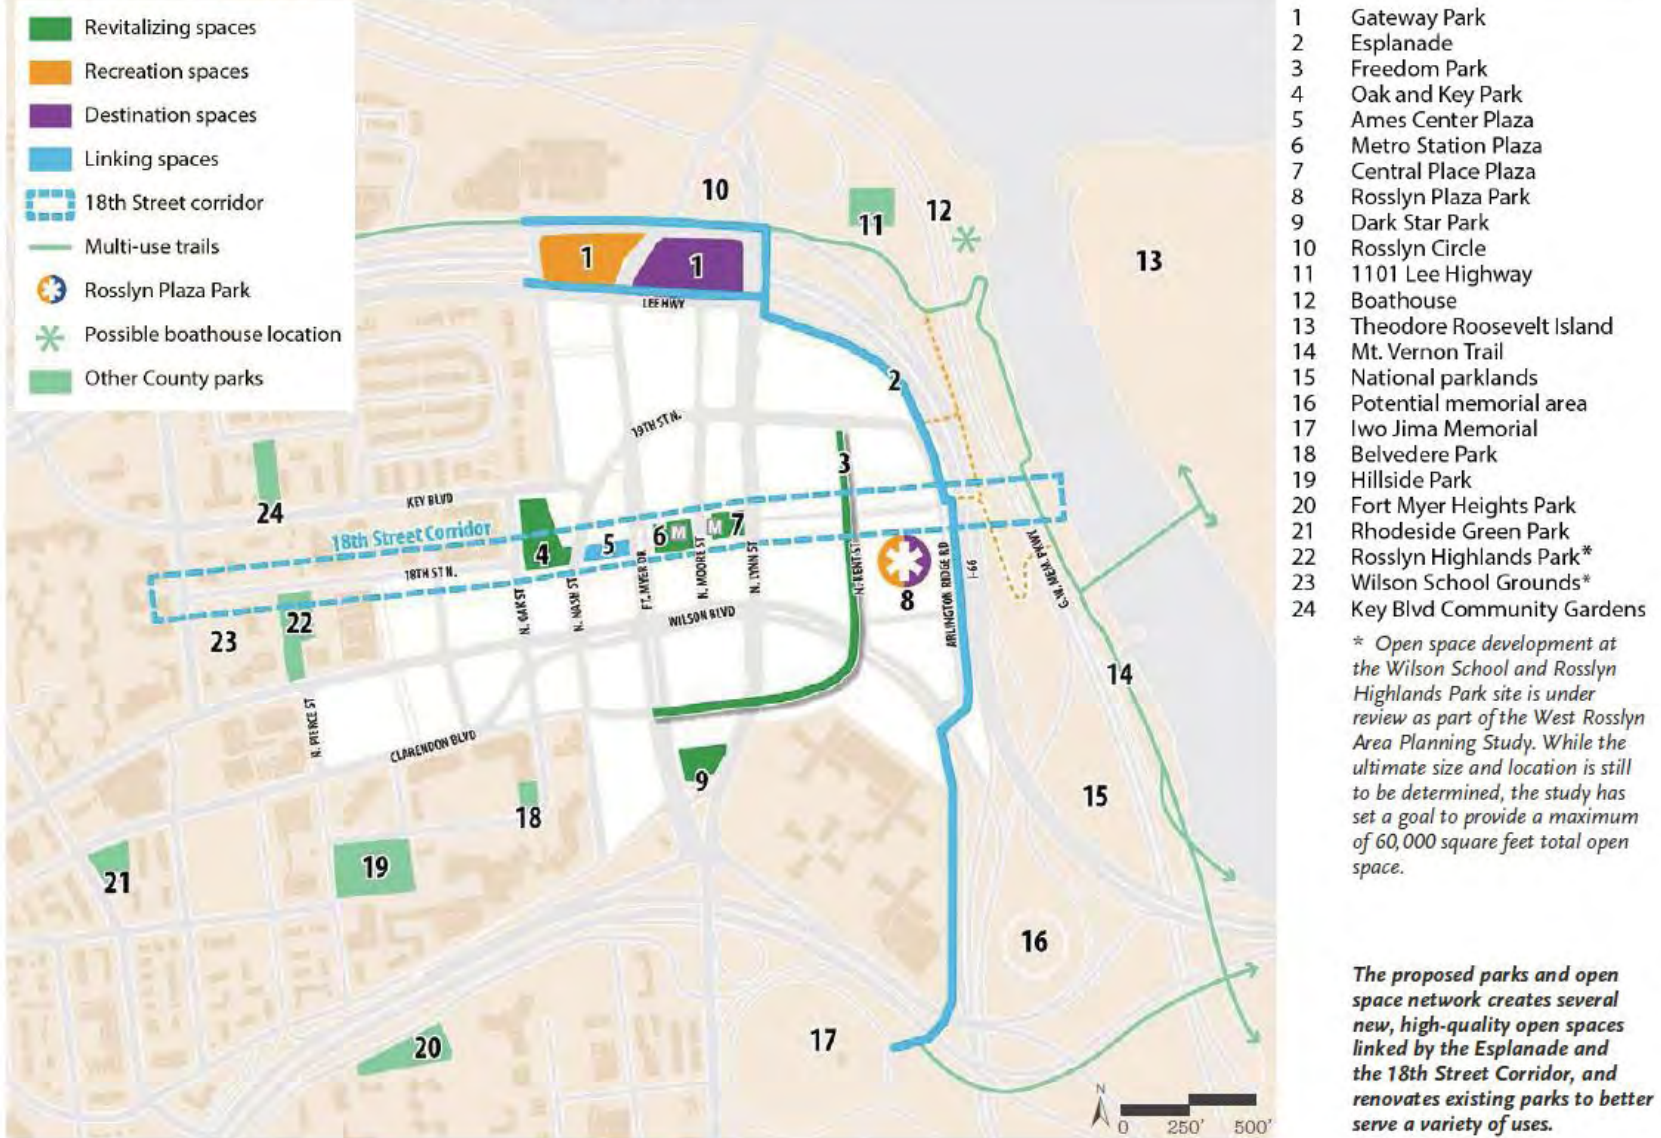 Revitalizing spaces
Recreation spaces
Destination spaces
Linking spaces
18th Street corridor
Multi-use trails
Rosslyn Plaza Park
Possible boathouse location
Other County parks
1 Gateway Park
2 Esplanade
3 Freedom Park
4 Oak and Key Park
5 Ames Center Plaza
6 Metro Station Plaza
7 Central Place Plaza
8 Rosslyn Plaza Park
9 Dark Star Park
10 Rosslyn Circle
11 1101 Lee Highway
12 Boathouse
13 Theodore Roosevelt Island
14 Mt. Vernon Trail
15 National parklands
16 Potential memorial area
17 Iwo Jima Memorial
18 Belvedere Park
19 Hillside Park
20 Fort Myer Heights Park
21 Rhodeside Green Park
22 Rosslyn Highlands Park*
23 Wilson School Grounds*
24 Key Blvd Community Gardens
* Open space development at
the Wilson School and Rosslyn
Highlands Park site is under
review as part of the West Rosslyn
Area Planning Study. While the
ultimate size and location is still
to be determined, the study has
set a goal to provide a maximum
of 60,000 square feet total open
space.
The proposed parks and open
space network creates several
new, high-quality open spaces
linked by the Esplanade and
the 18th Street Corridor, and
renovates existing parks to better
serve a variety of uses.
10
11
12
13
1
1
LEE HWY
2
19TH ST N.
3
KEY BLVD
24
18th Street Corridor
4
5
6
M
M
7
18TH ST N.
N. OAK ST
N. NASH ST
FT. MYER DR
N. MOORE ST
N. LYNN ST
N. KENT ST
ARLINGTON RIDGE RD
I-66
G.W. MEM. PKWY
8
WILSON BLVD
22
23
14
N. PIERCE ST
CLARENDON BLVD
9
18
15
19
21
16
17
20
N
0 250' 500'